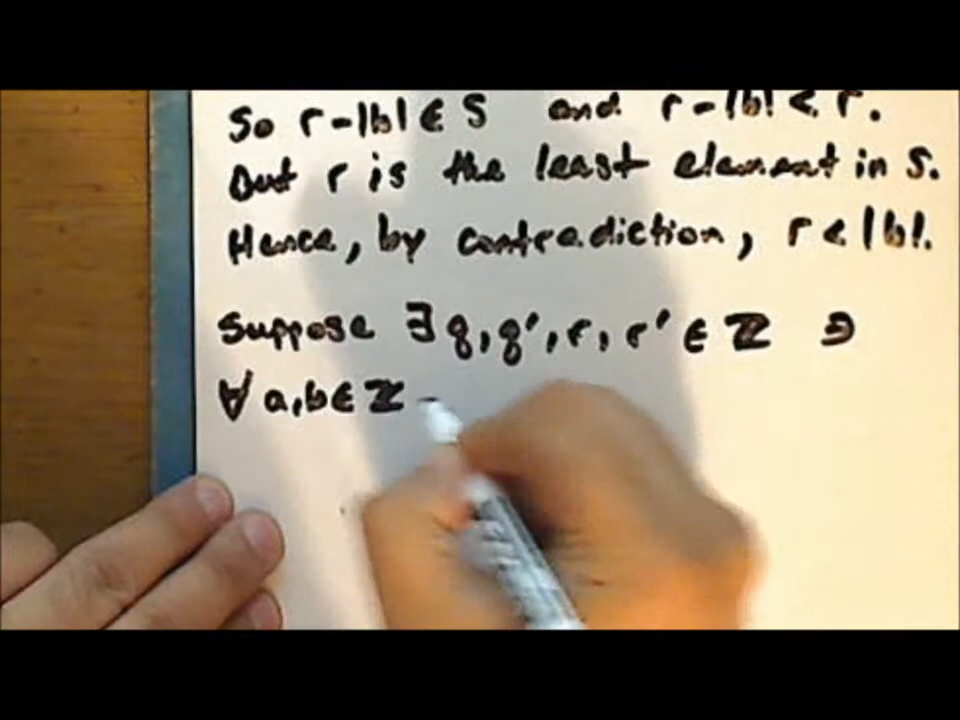 So r-|b| ∈ S and r-|b| < r.
But r is the least element in S.
Hence, by contradiction, r < |b|.
Suppose ∃ q, q', r, r' ∈ ℤ ∋
∀ a, b ∈ ℤ -